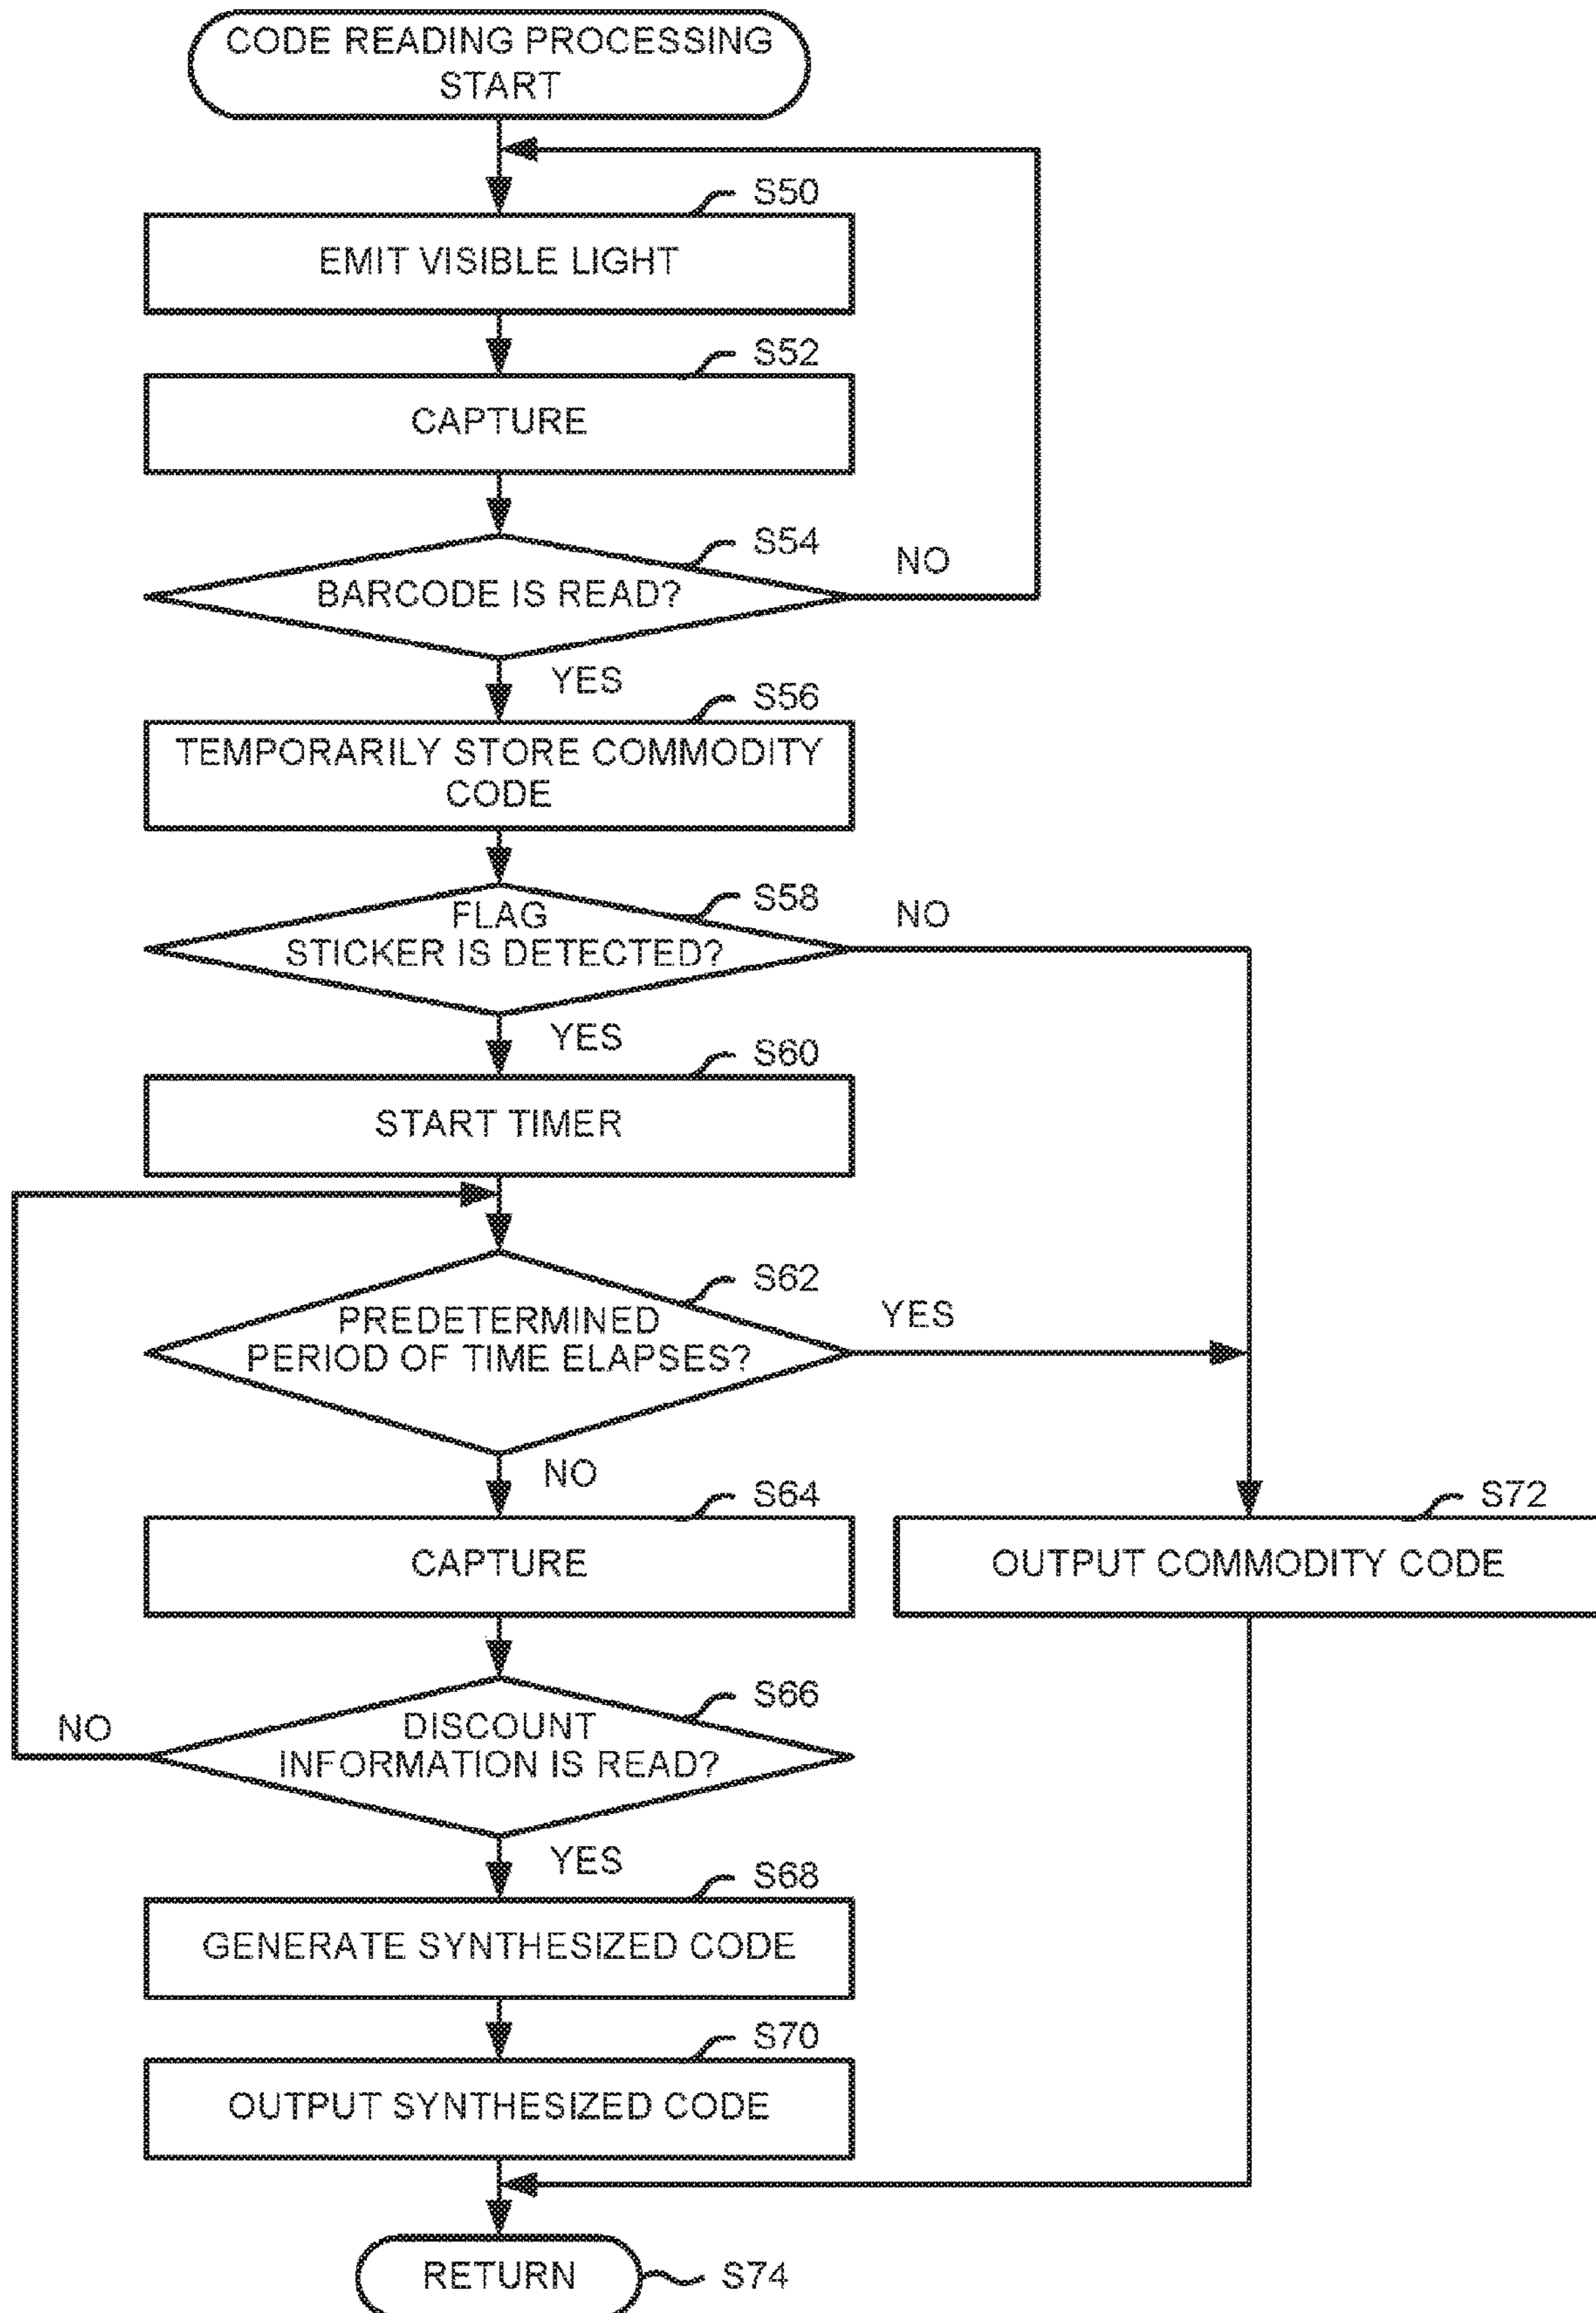 CODE READING PROCESSING
START
S50
EMIT VISIBLE LIGHT
S52
CAPTURE
S54
NO
BARCODE IS READ?
YES
S56
TEMPORARILY STORE COMMODITY
CODE
S58
NO
FLAG
STICKER IS DETECTED?
YES
S60
START TIMER
S62
YES
PREDETERMINED
PERIOD OF TIME ELAPSES?
NO
S64
CAPTURE
S72
OUTPUT COMMODITY CODE
S66
NO
DISCOUNT
INFORMATION IS READ?
YES
S68
GENERATE SYNTHESIZED CODE
S70
OUTPUT SYNTHESIZED CODE
RETURN
S74